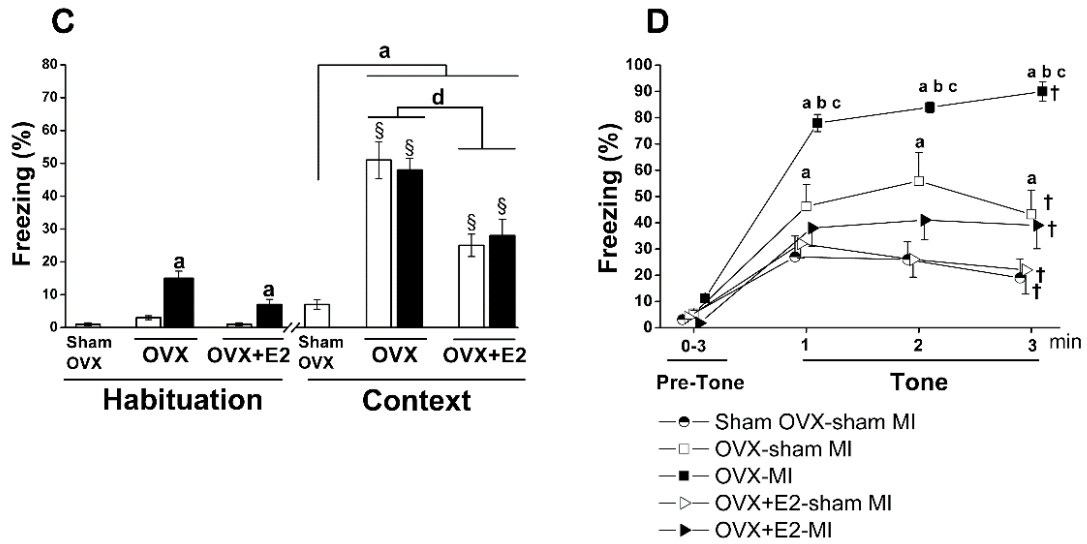 C
80
70
60
50
40
30
20
10
0
Freezing (%)
a
a
a
d
§
§
§
§
Sham
OVX
OVX
OVX+E2
Sham
OVX
OVX
OVX+E2
Habituation
Context
D
100
90
80
70
60
50
40
30
20
10
0
Freezing (%)
a b c
a b c
a b c
†
a
a
a
†
†
†
†
0-3
1
2
3
min
Pre-Tone
Tone
Sham OVX-sham MI
OVX-sham MI
OVX-MI
OVX+E2-sham MI
OVX+E2-MI